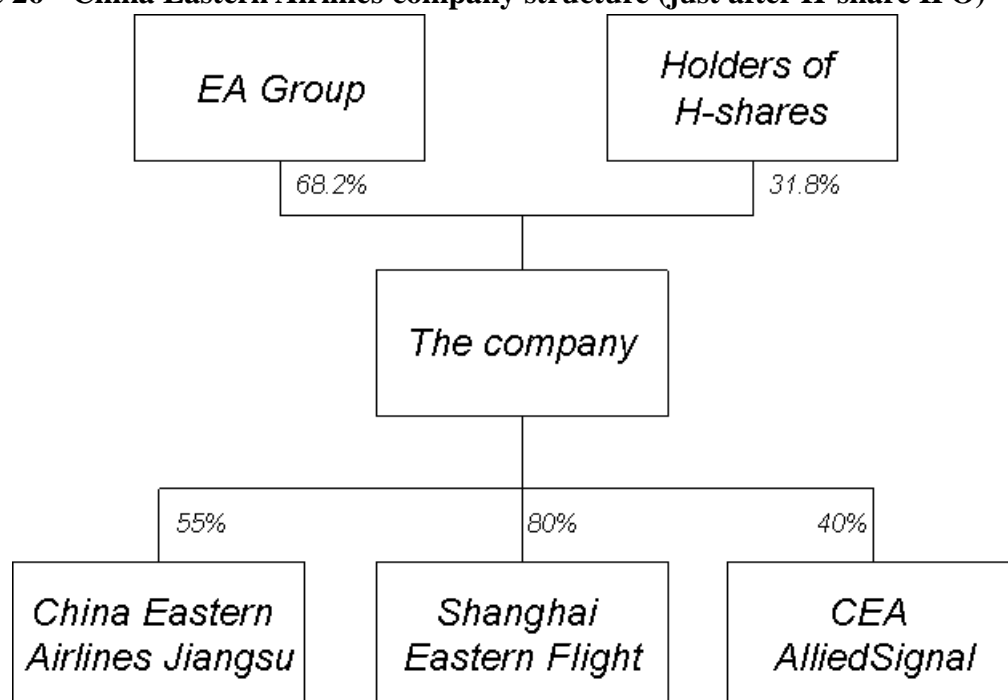 China Eastern Airlines company structure (just after H-share IPO)
EA Group
Holders of
H-shares
68.2%
31.8%
The company
55%
80%
40%
China Eastern
Airlines Jiangsu
Shanghai
Eastern Flight
CEA
AlliedSignal